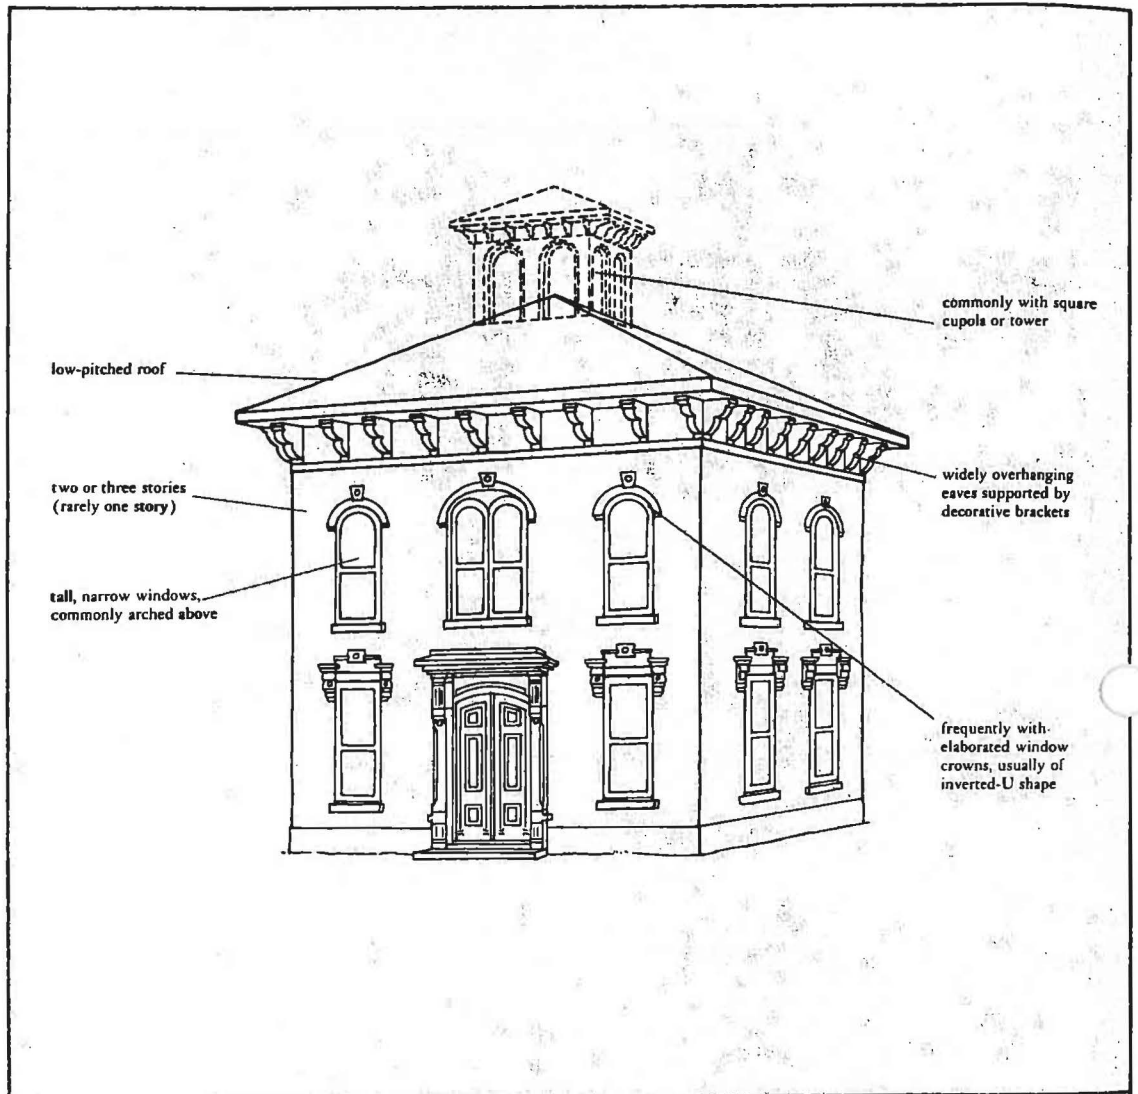 commonly with square
cupola or tower
low-pitched roof
two or three stories
(rarely one story)
widely overhanging
eaves supported by
decorative brackets
tall, narrow windows,
commonly arched above
frequently with
elaborated window
crowns, usually of
inverted-U shape